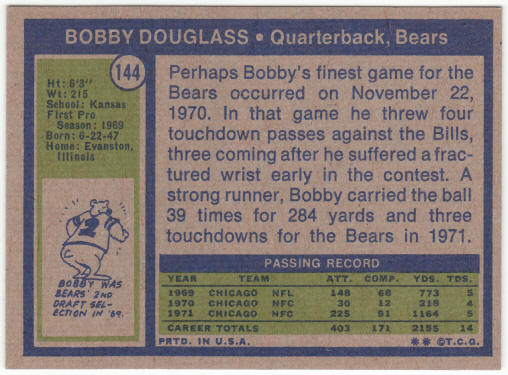 BOBBY DOUGLASS • Quarterback, Bears
144
Ht: 6'3"
Wt: 215
School: Kansas
First Pro
Season: 1969
Born: 6-22-47
Home: Evanston,
Illinois
2
BOBBY WAS
BEARS' 2ND
DRAFT SEL-
ECTION IN '69.
Perhaps Bobby's finest game for the
Bears occurred on November 22,
1970. In that game he threw four
touchdown passes against the Bills,
three coming after he suffered a frac-
tured wrist early in the contest. A
strong runner, Bobby carried the ball
39 times for 284 yards and three
touchdowns for the Bears in 1971.
PASSING RECORD
YEAR TEAM ATT. COMP. YDS. TDS.
1969 CHICAGO NFL 148 68 773 5
1970 CHICAGO NFC 30 12 218 4
1971 CHICAGO NFC 225 91 1164 5
CAREER TOTALS 403 171 2155 14
PRTD. IN U.S.A. ✱ ✱ ©T.C.G.